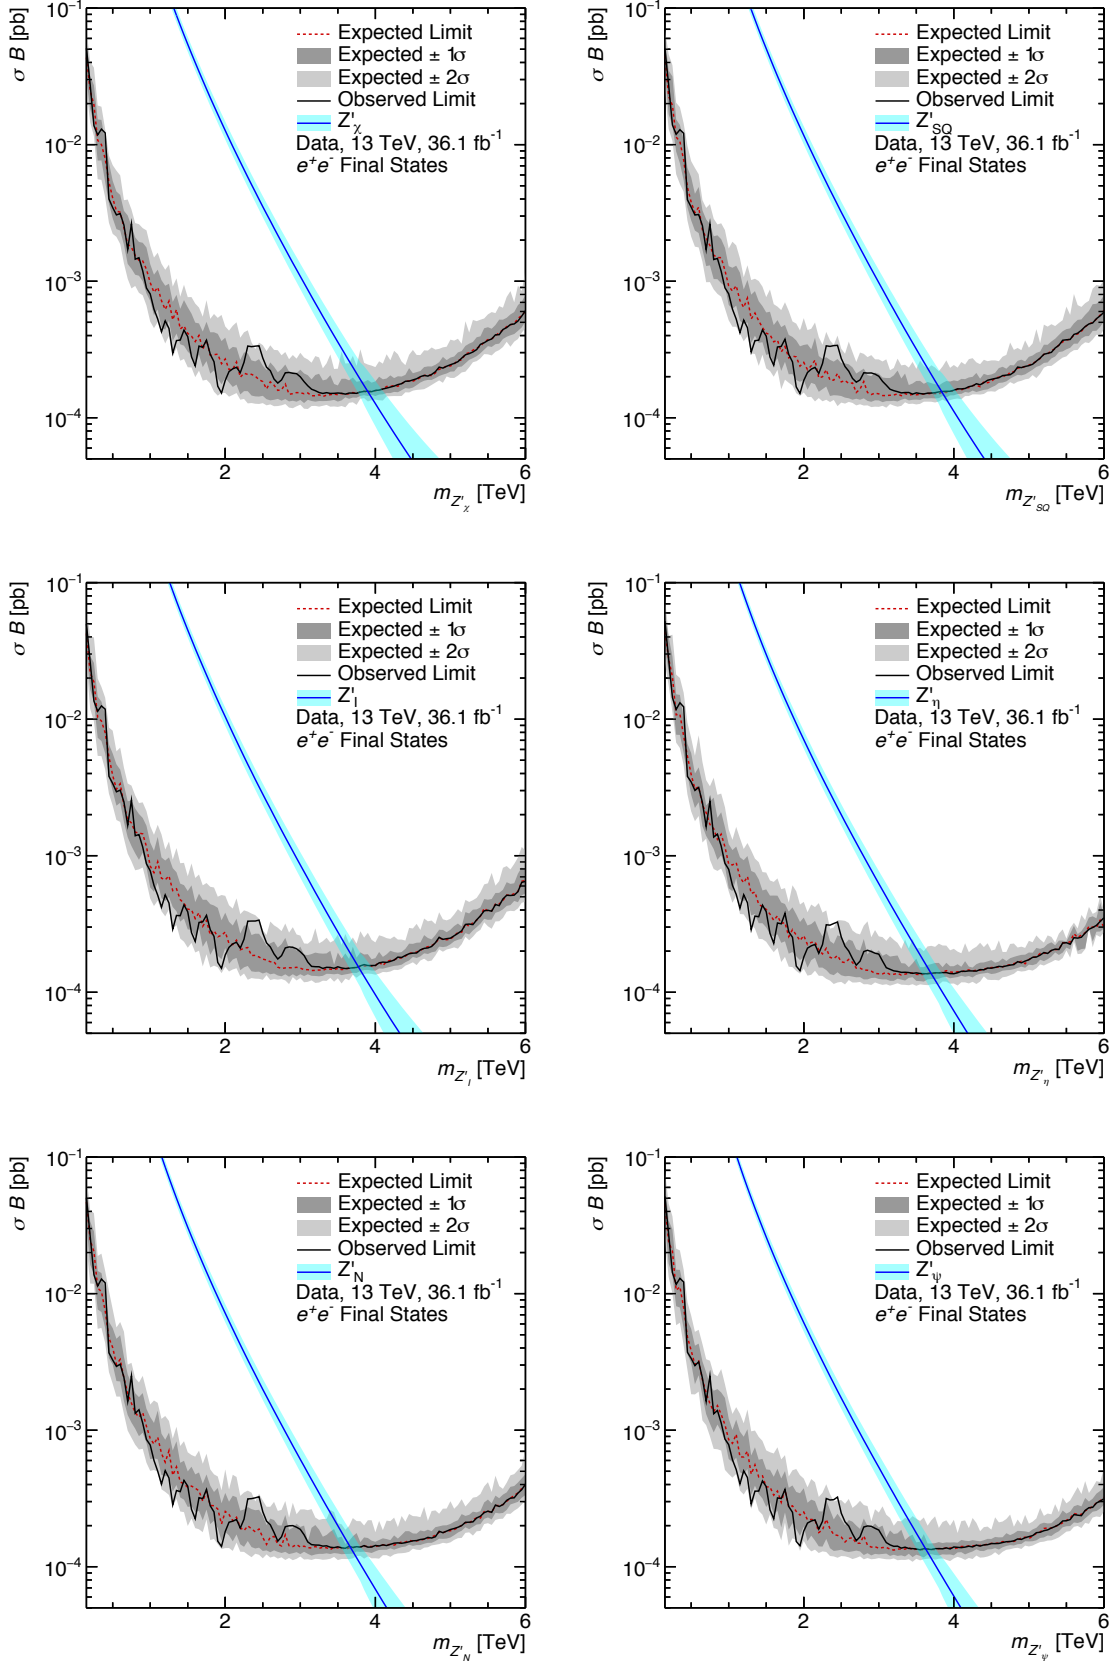 σ B [pb]
10⁻¹
10⁻²
10⁻³
10⁻⁴
Expected Limit
Expected ± 1σ
Expected ± 2σ
Observed Limit
Z'χ
Data, 13 TeV, 36.1 fb⁻¹
e⁺e⁻ Final States
2 4 6
m Z'χ [TeV]
σ B [pb]
10⁻¹
10⁻²
10⁻³
10⁻⁴
Expected Limit
Expected ± 1σ
Expected ± 2σ
Observed Limit
Z'SQ
Data, 13 TeV, 36.1 fb⁻¹
e⁺e⁻ Final States
2 4 6
m Z'SQ [TeV]
σ B [pb]
10⁻¹
10⁻²
10⁻³
10⁻⁴
Expected Limit
Expected ± 1σ
Expected ± 2σ
Observed Limit
Z'I
Data, 13 TeV, 36.1 fb⁻¹
e⁺e⁻ Final States
2 4 6
m Z'I [TeV]
σ B [pb]
10⁻¹
10⁻²
10⁻³
10⁻⁴
Expected Limit
Expected ± 1σ
Expected ± 2σ
Observed Limit
Z'η
Data, 13 TeV, 36.1 fb⁻¹
e⁺e⁻ Final States
2 4 6
m Z'η [TeV]
σ B [pb]
10⁻¹
10⁻²
10⁻³
10⁻⁴
Expected Limit
Expected ± 1σ
Expected ± 2σ
Observed Limit
Z'N
Data, 13 TeV, 36.1 fb⁻¹
e⁺e⁻ Final States
2 4 6
m Z'N [TeV]
σ B [pb]
10⁻¹
10⁻²
10⁻³
10⁻⁴
Expected Limit
Expected ± 1σ
Expected ± 2σ
Observed Limit
Z'ψ
Data, 13 TeV, 36.1 fb⁻¹
e⁺e⁻ Final States
2 4 6
m Z'ψ [TeV]